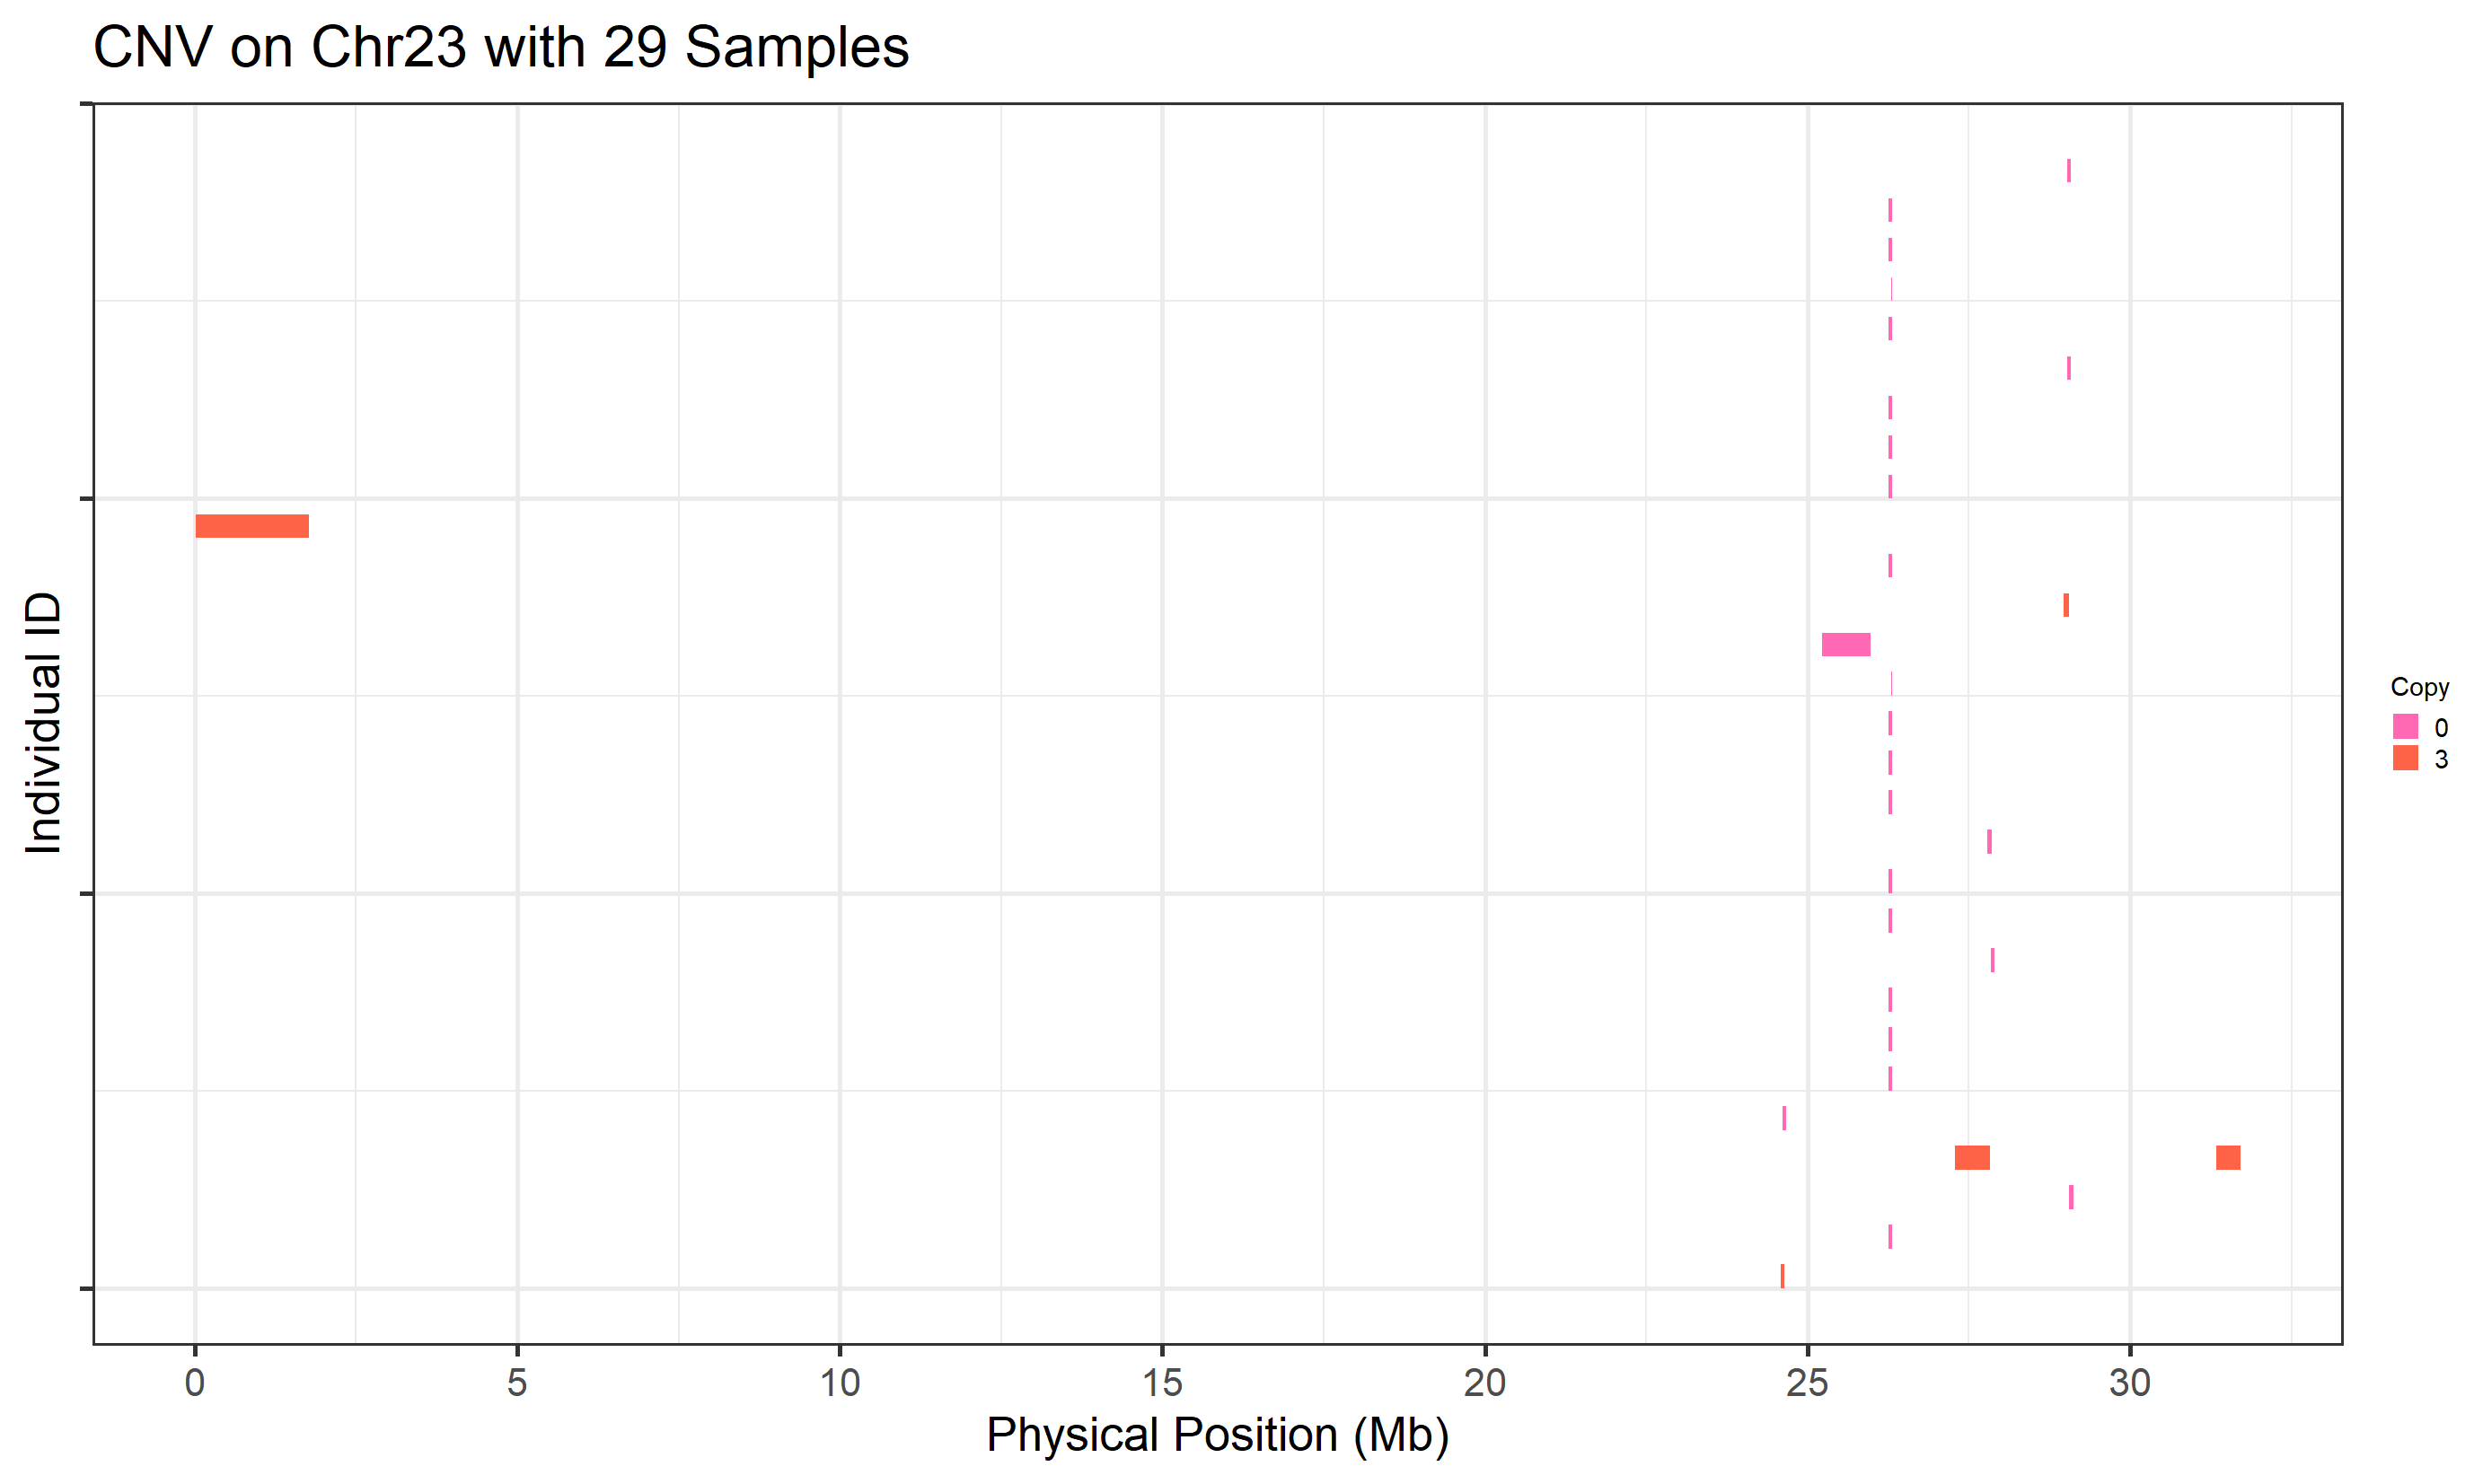 CNV on Chr23 with 29 Samples
Individual ID
Copy
0
3
0 5 10 15 20 25 30
Physical Position (Mb)